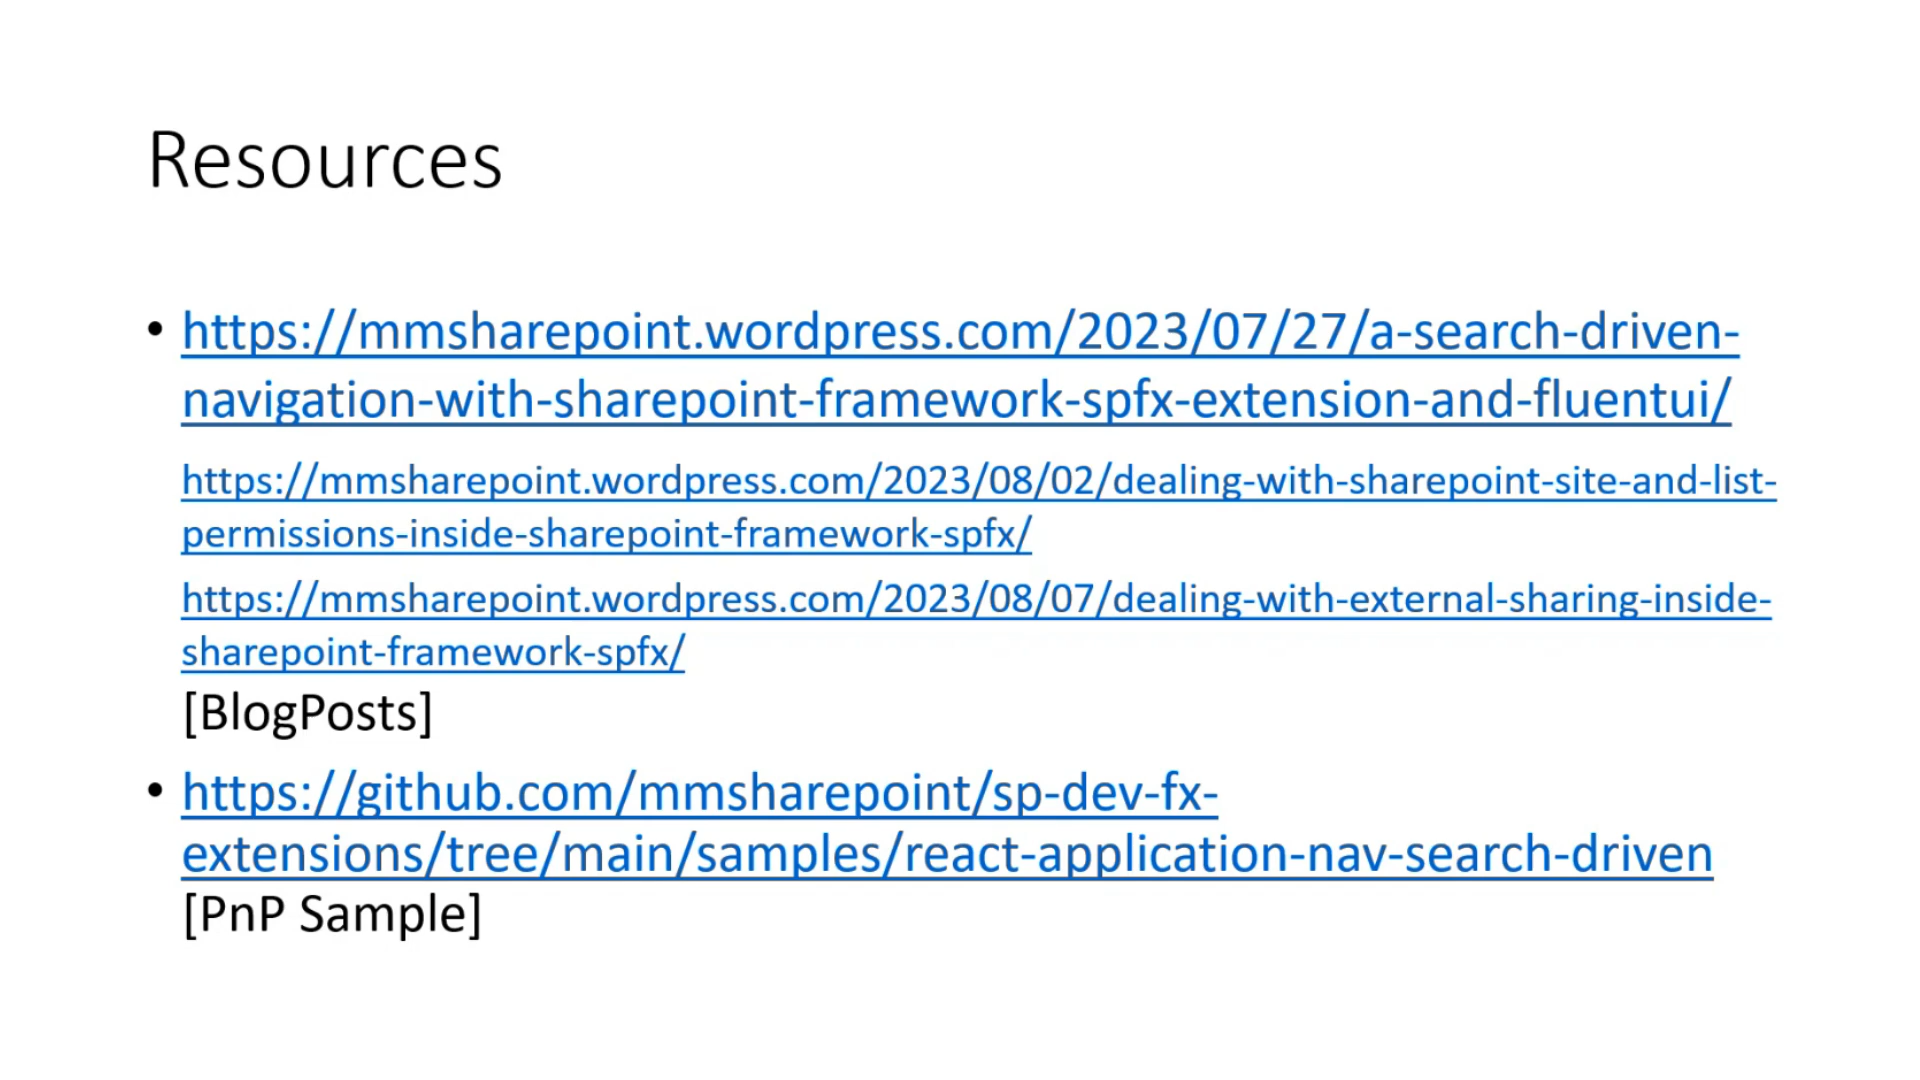 Resources
• https://mmsharepoint.wordpress.com/2023/07/27/a-search-driven-
navigation-with-sharepoint-framework-spfx-extension-and-fluentui/
https://mmsharepoint.wordpress.com/2023/08/02/dealing-with-sharepoint-site-and-list-
permissions-inside-sharepoint-framework-spfx/
https://mmsharepoint.wordpress.com/2023/08/07/dealing-with-external-sharing-inside-
sharepoint-framework-spfx/
[BlogPosts]
• https://github.com/mmsharepoint/sp-dev-fx-
extensions/tree/main/samples/react-application-nav-search-driven
[PnP Sample]